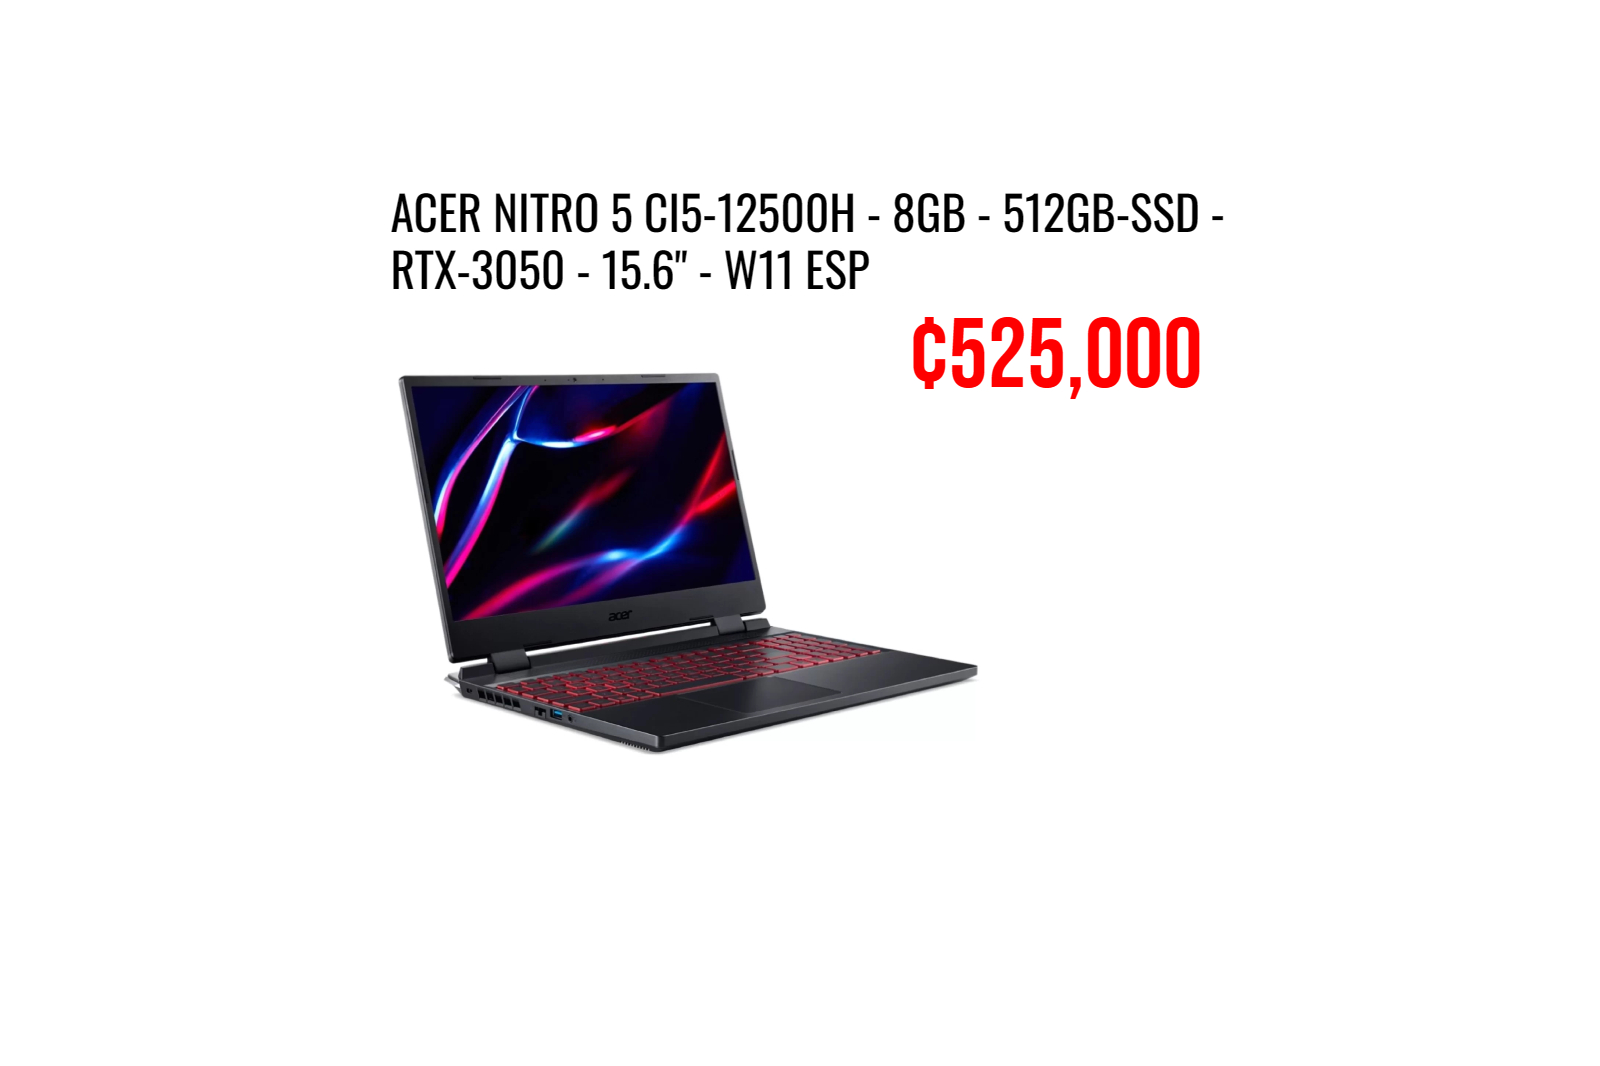 ACER NITRO 5 CI5-12500H - 8GB - 512GB-SSD -
RTX-3050 - 15.6" - W11 ESP
₵525,000
acer